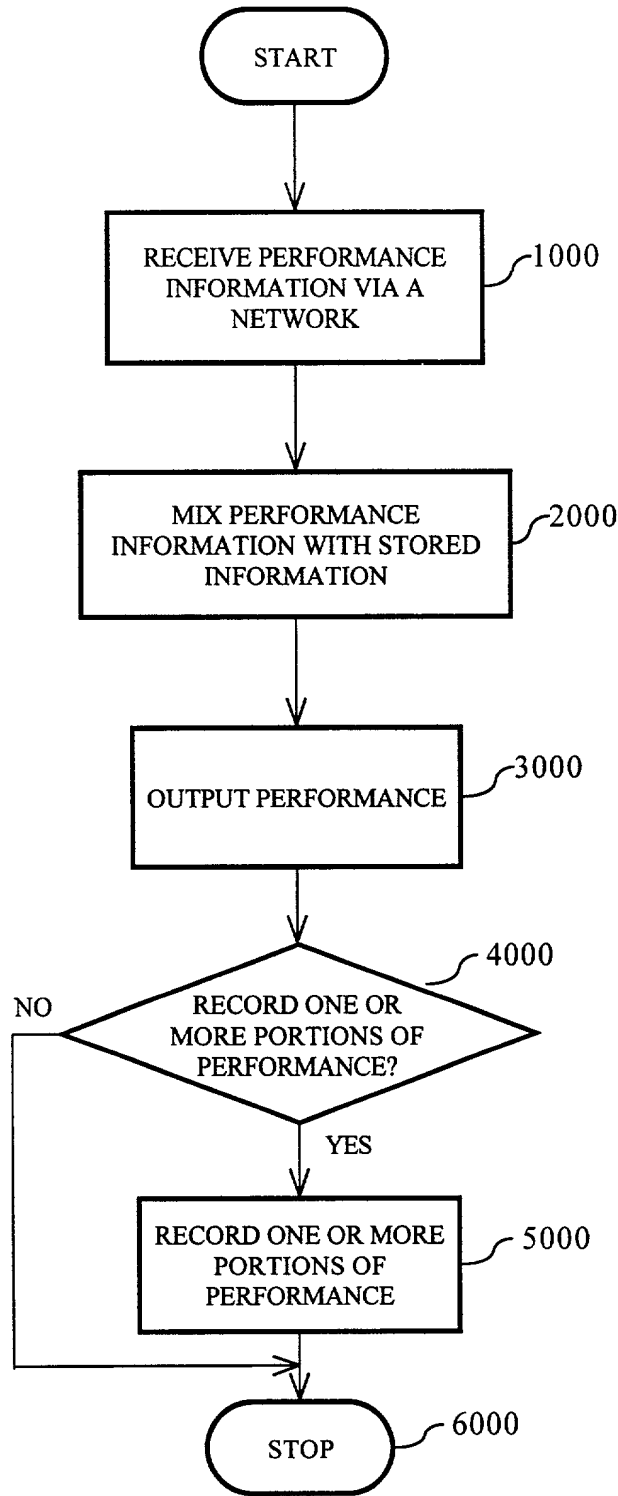 START
RECEIVE PERFORMANCE
INFORMATION VIA A
NETWORK
1000
MIX PERFORMANCE
INFORMATION WITH STORED
INFORMATION
2000
OUTPUT PERFORMANCE
3000
4000
NO
RECORD ONE OR
MORE PORTIONS OF
PERFORMANCE?
YES
RECORD ONE OR MORE
PORTIONS OF
PERFORMANCE
5000
STOP
6000